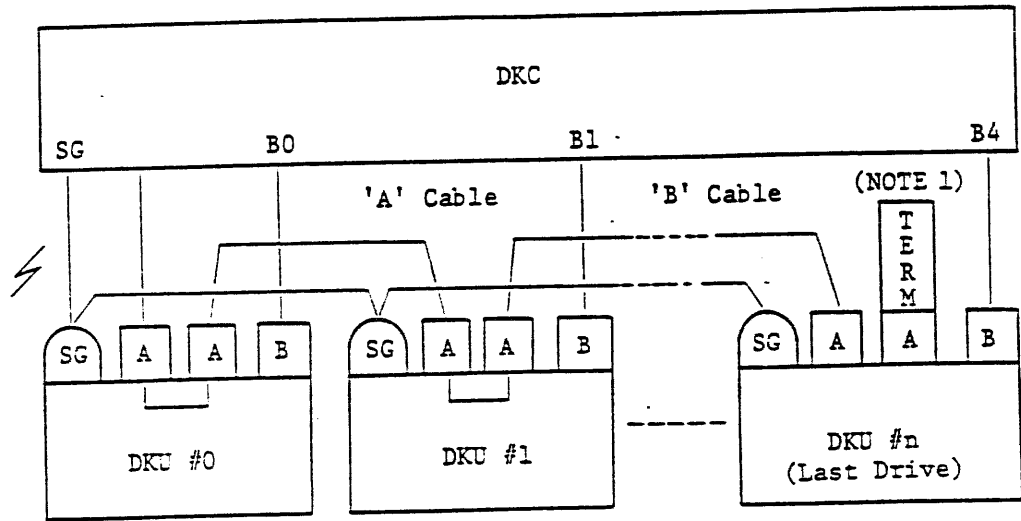 DKC
SG B0 B1 B4
'A' Cable 'B' Cable (NOTE 1)
TERM
SG A A B SG A A B SG A A B
DKU #0 DKU #1 DKU #n
(Last Drive)